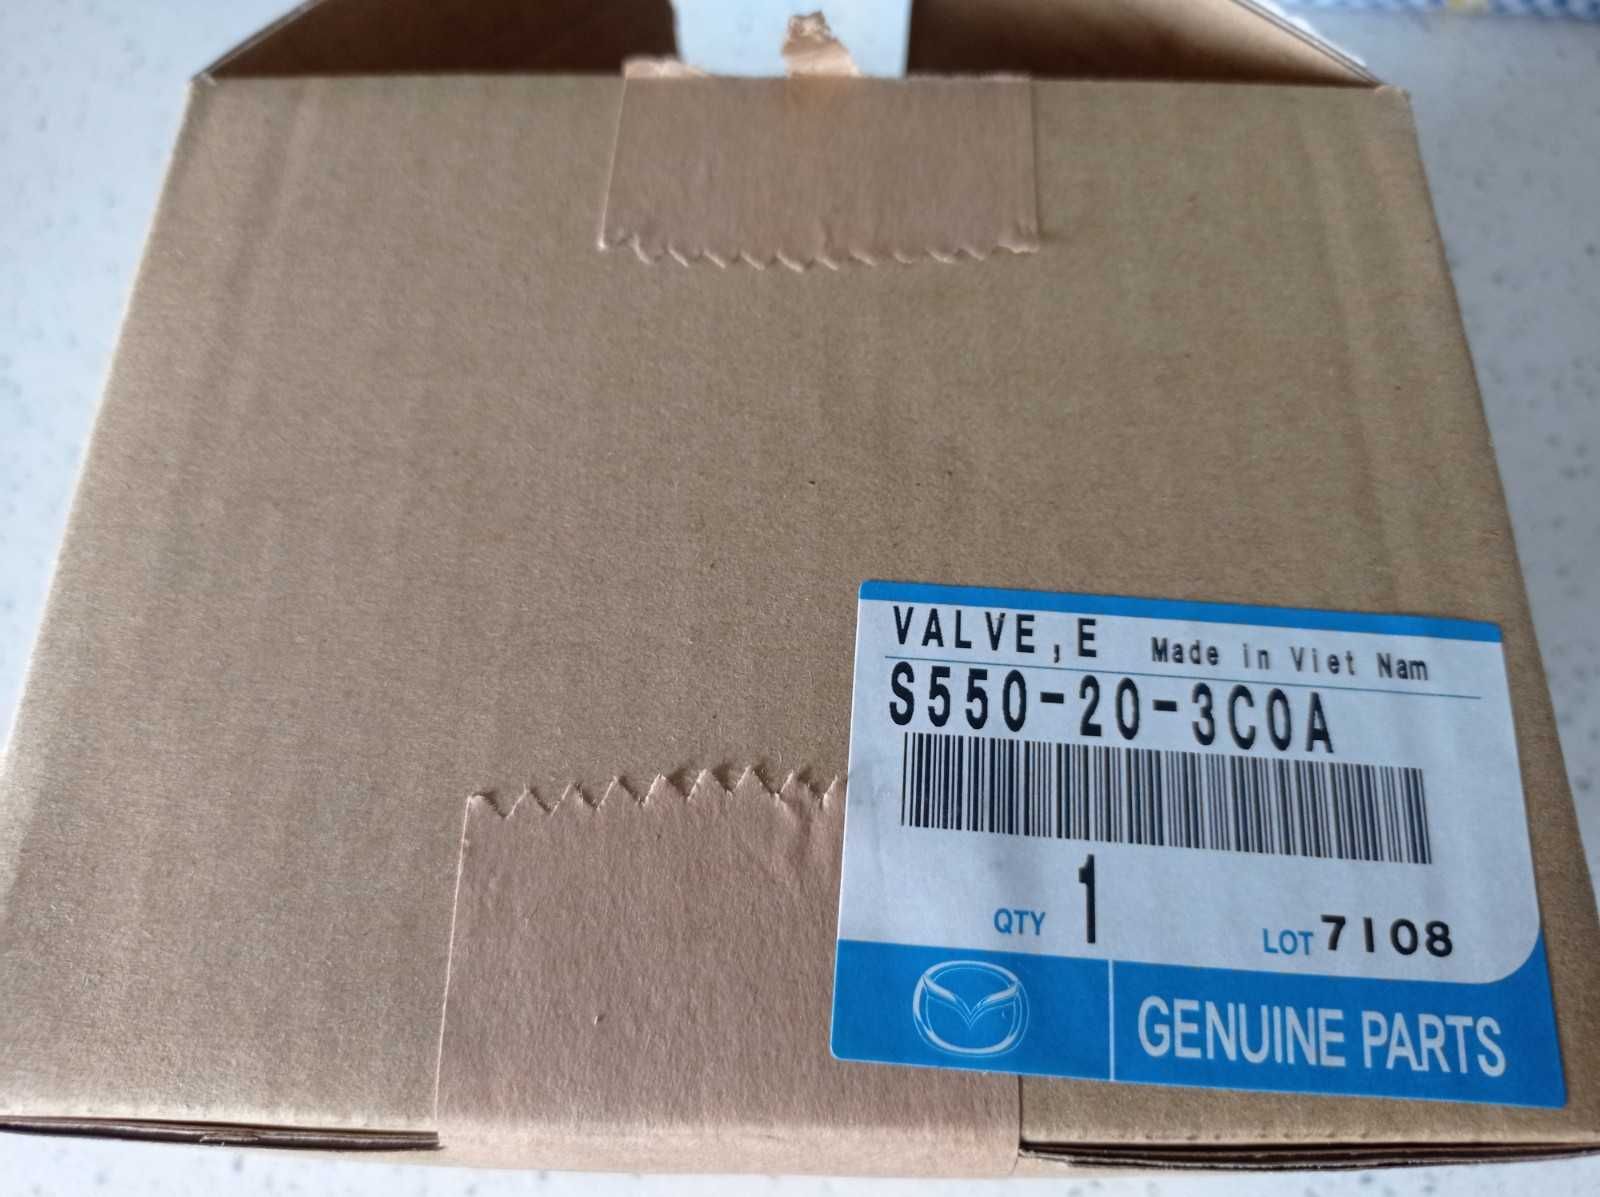 VALVE,E Made in Viet Nam
S550-20-3C0A
QTY 1 LOT 7108
GENUINE PARTS